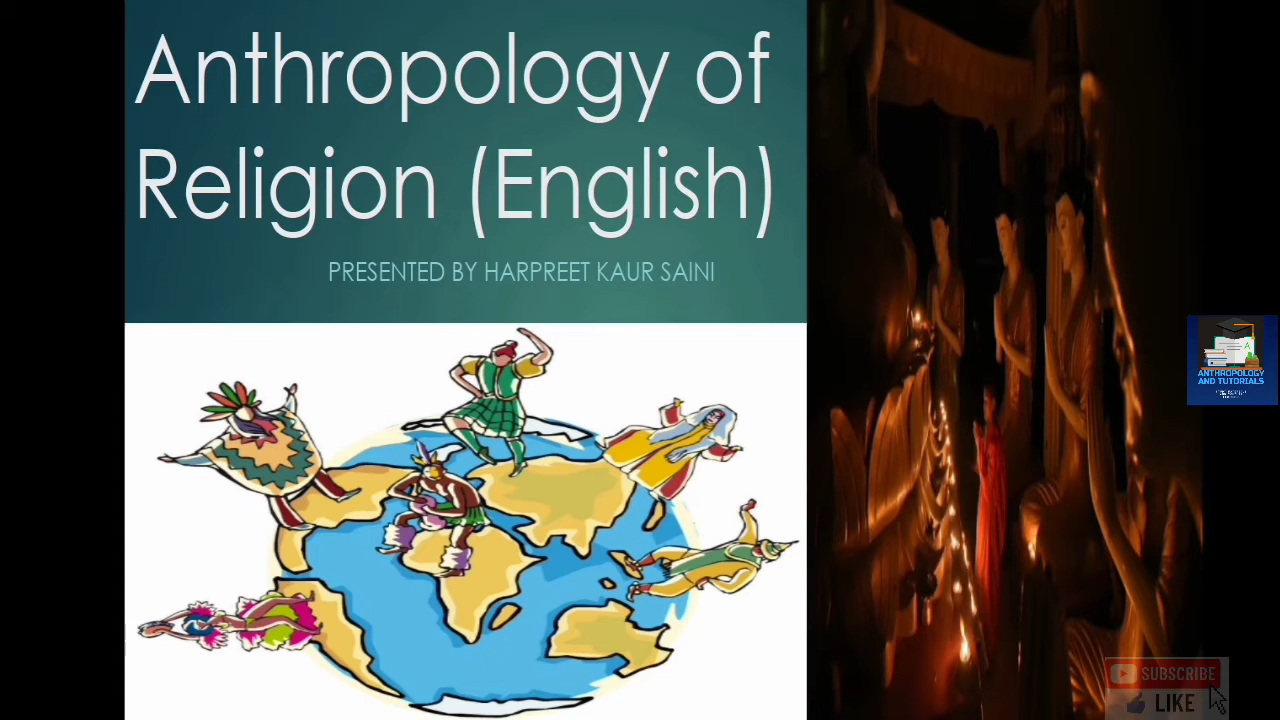 Anthropology of
Religion (English)
PRESENTED BY HARPREET KAUR SAINI
A
ANTHROPOLOGY
AND TUTORIALS
SUBSCRIBE
LIKE